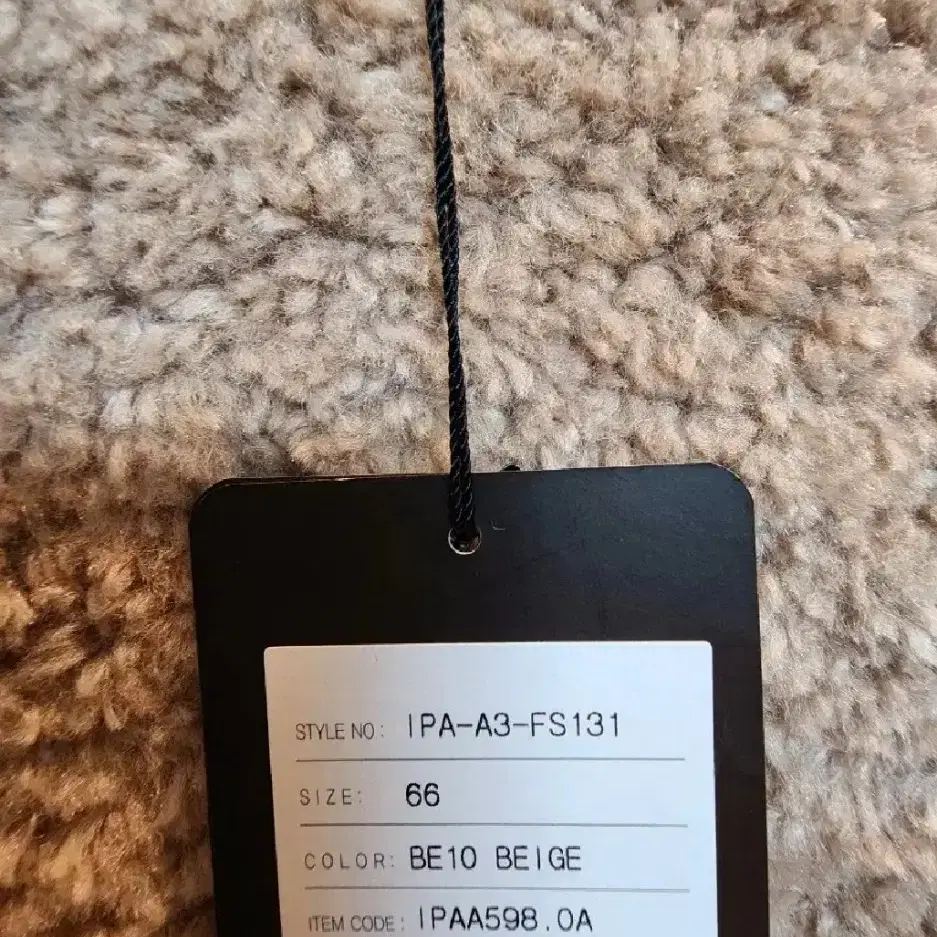 STYLE NO: IPA-A3-FS131
SIZE: 66
COLOR: BE10 BEIGE
ITEM CODE: IPAA598.0A